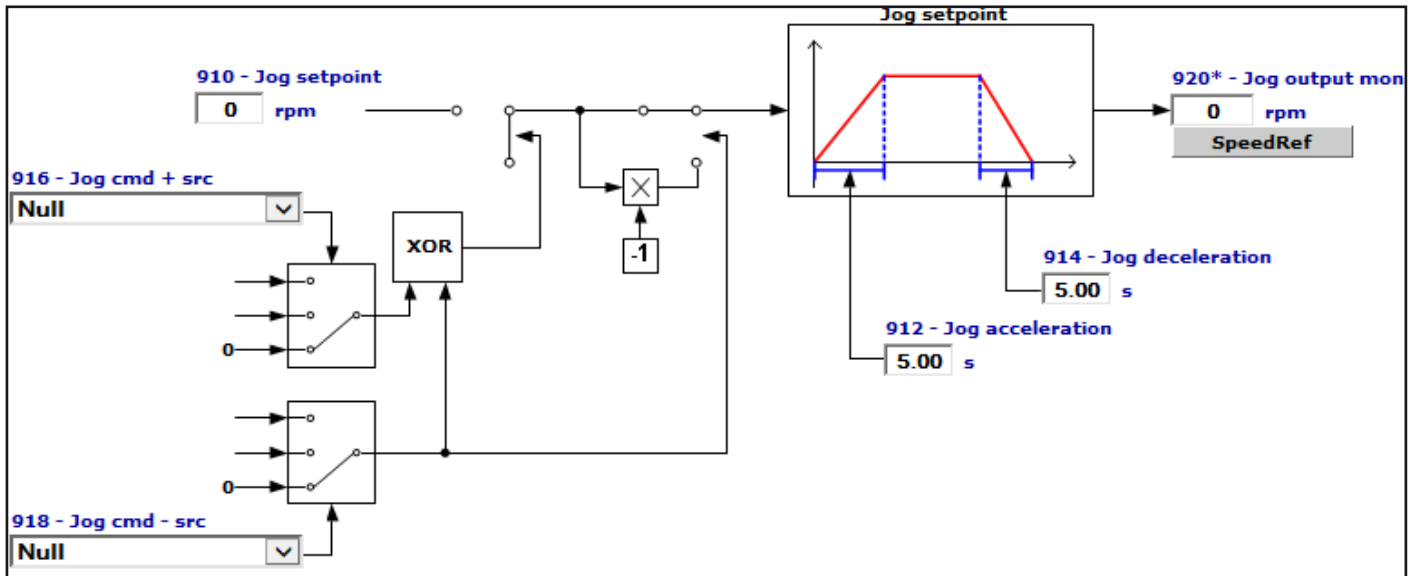 Jog setpoint
910 - Jog setpoint
0 rpm
920* - Jog output mon
0 rpm
SpeedRef
916 - Jog cmd + src
Null
XOR
-1
914 - Jog deceleration
5.00 s
912 - Jog acceleration
5.00 s
0
0
918 - Jog cmd - src
Null